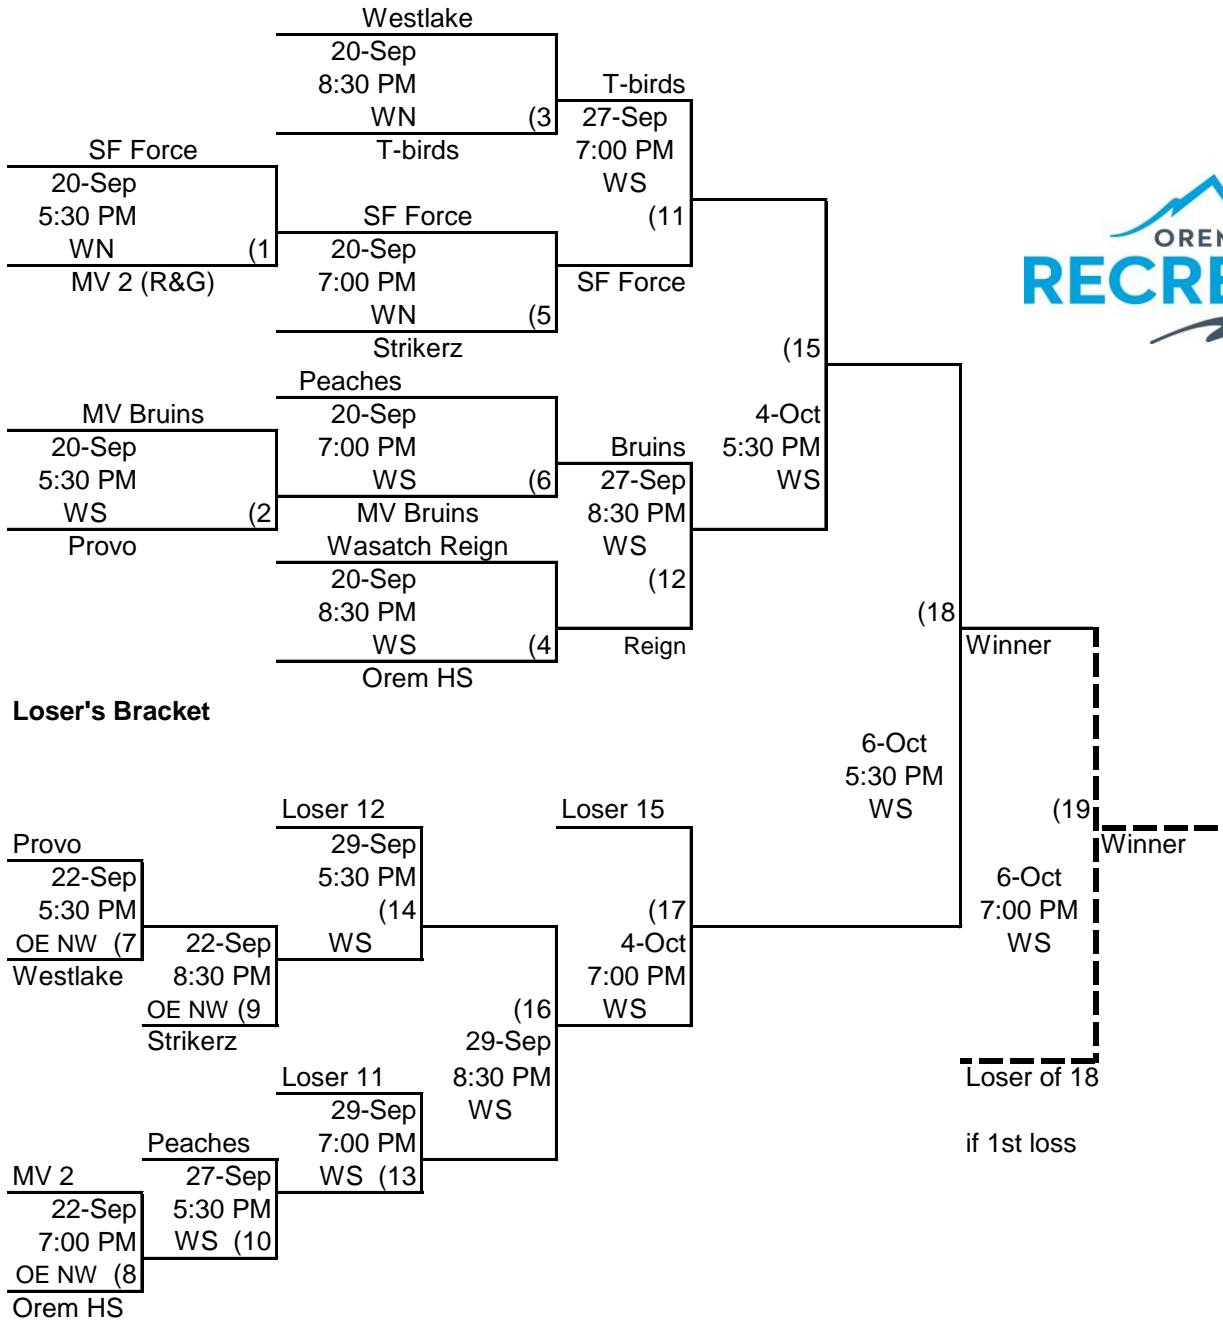 Westlake
20-Sep
8:30 PM
WN (3
T-birds
T-birds
27-Sep
7:00 PM
WS
(11
SF Force
SF Force
20-Sep
5:30 PM
WN (1
MV 2 (R&G)
SF Force
20-Sep
7:00 PM
WN (5
Strikerz
Peaches
20-Sep
7:00 PM
WS (6
MV Bruins
MV Bruins
20-Sep
5:30 PM
WS (2
Provo
Bruins
27-Sep
8:30 PM
WS
(12
Reign
Wasatch Reign
20-Sep
8:30 PM
WS (4
Orem HS
(15
4-Oct
5:30 PM
WS
(18
Winner
6-Oct
5:30 PM
WS
RECRE
Loser's Bracket
Provo
22-Sep
5:30 PM
OE NW (7
Westlake
22-Sep
8:30 PM
OE NW (9
Strikerz
Loser 12
29-Sep
5:30 PM
(14
WS
Loser 15
(17
4-Oct
7:00 PM
WS
(16
29-Sep
8:30 PM
WS
Loser 11
29-Sep
7:00 PM
WS (13
Peaches
27-Sep
5:30 PM
WS (10
MV 2
22-Sep
7:00 PM
OE NW (8
Orem HS
(19
Winner
6-Oct
7:00 PM
WS
Loser of 18
if 1st loss